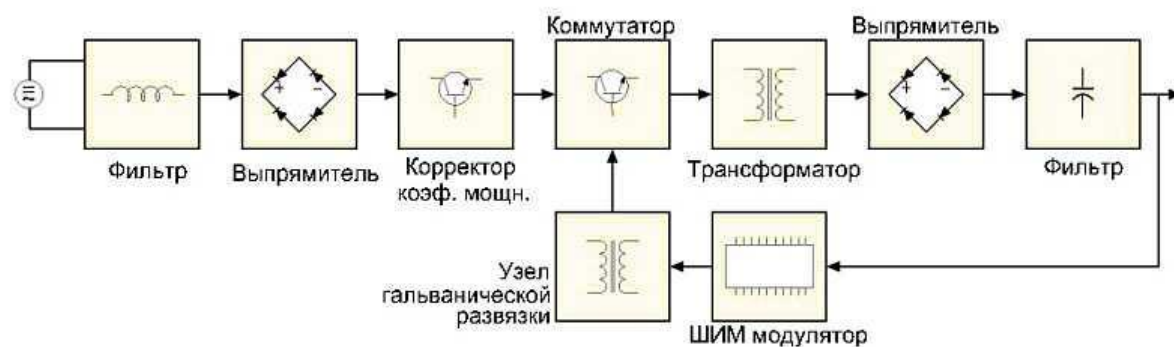 Коммутатор
Выпрямитель
Фильтр
Выпрямитель
Корректор
коэф. мощн.
Трансформатор
Фильтр
Узел
гальванической
развязки
ШИМ модулятор